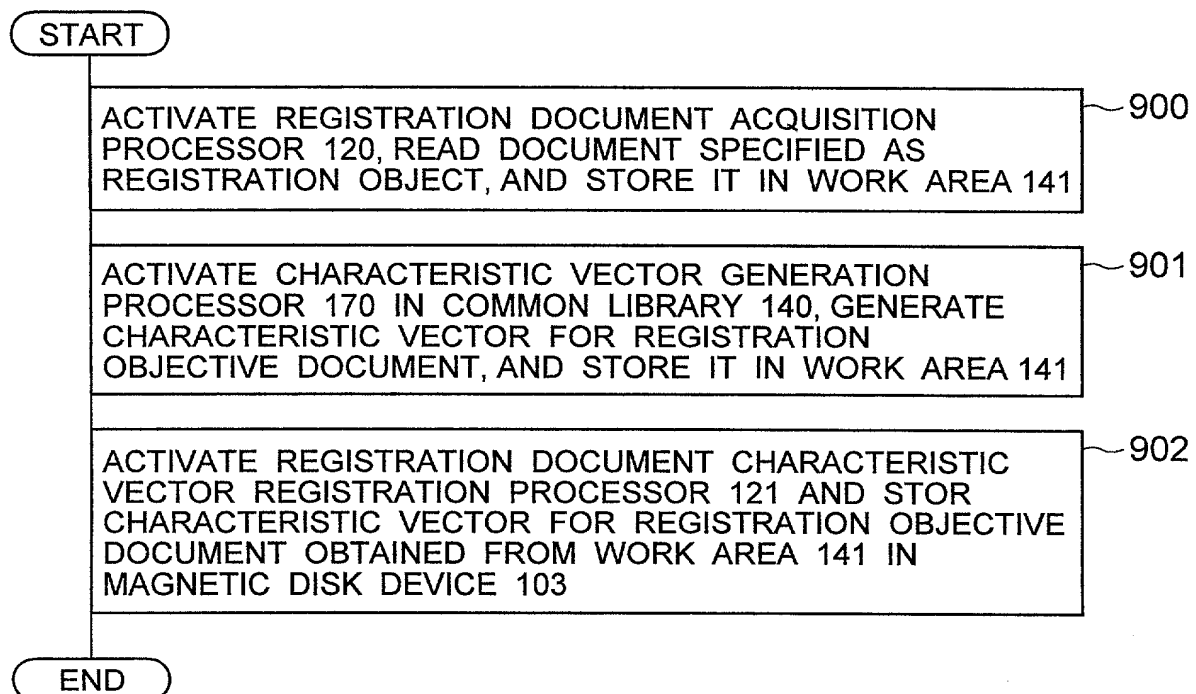 START
ACTIVATE REGISTRATION DOCUMENT ACQUISITION
PROCESSOR 120, READ DOCUMENT SPECIFIED AS
REGISTRATION OBJECT, AND STORE IT IN WORK AREA 141
900
ACTIVATE CHARACTERISTIC VECTOR GENERATION
PROCESSOR 170 IN COMMON LIBRARY 140, GENERATE
CHARACTERISTIC VECTOR FOR REGISTRATION
OBJECTIVE DOCUMENT, AND STORE IT IN WORK AREA 141
901
ACTIVATE REGISTRATION DOCUMENT CHARACTERISTIC
VECTOR REGISTRATION PROCESSOR 121 AND STOR
CHARACTERISTIC VECTOR FOR REGISTRATION OBJECTIVE
DOCUMENT OBTAINED FROM WORK AREA 141 IN
MAGNETIC DISK DEVICE 103
902
END